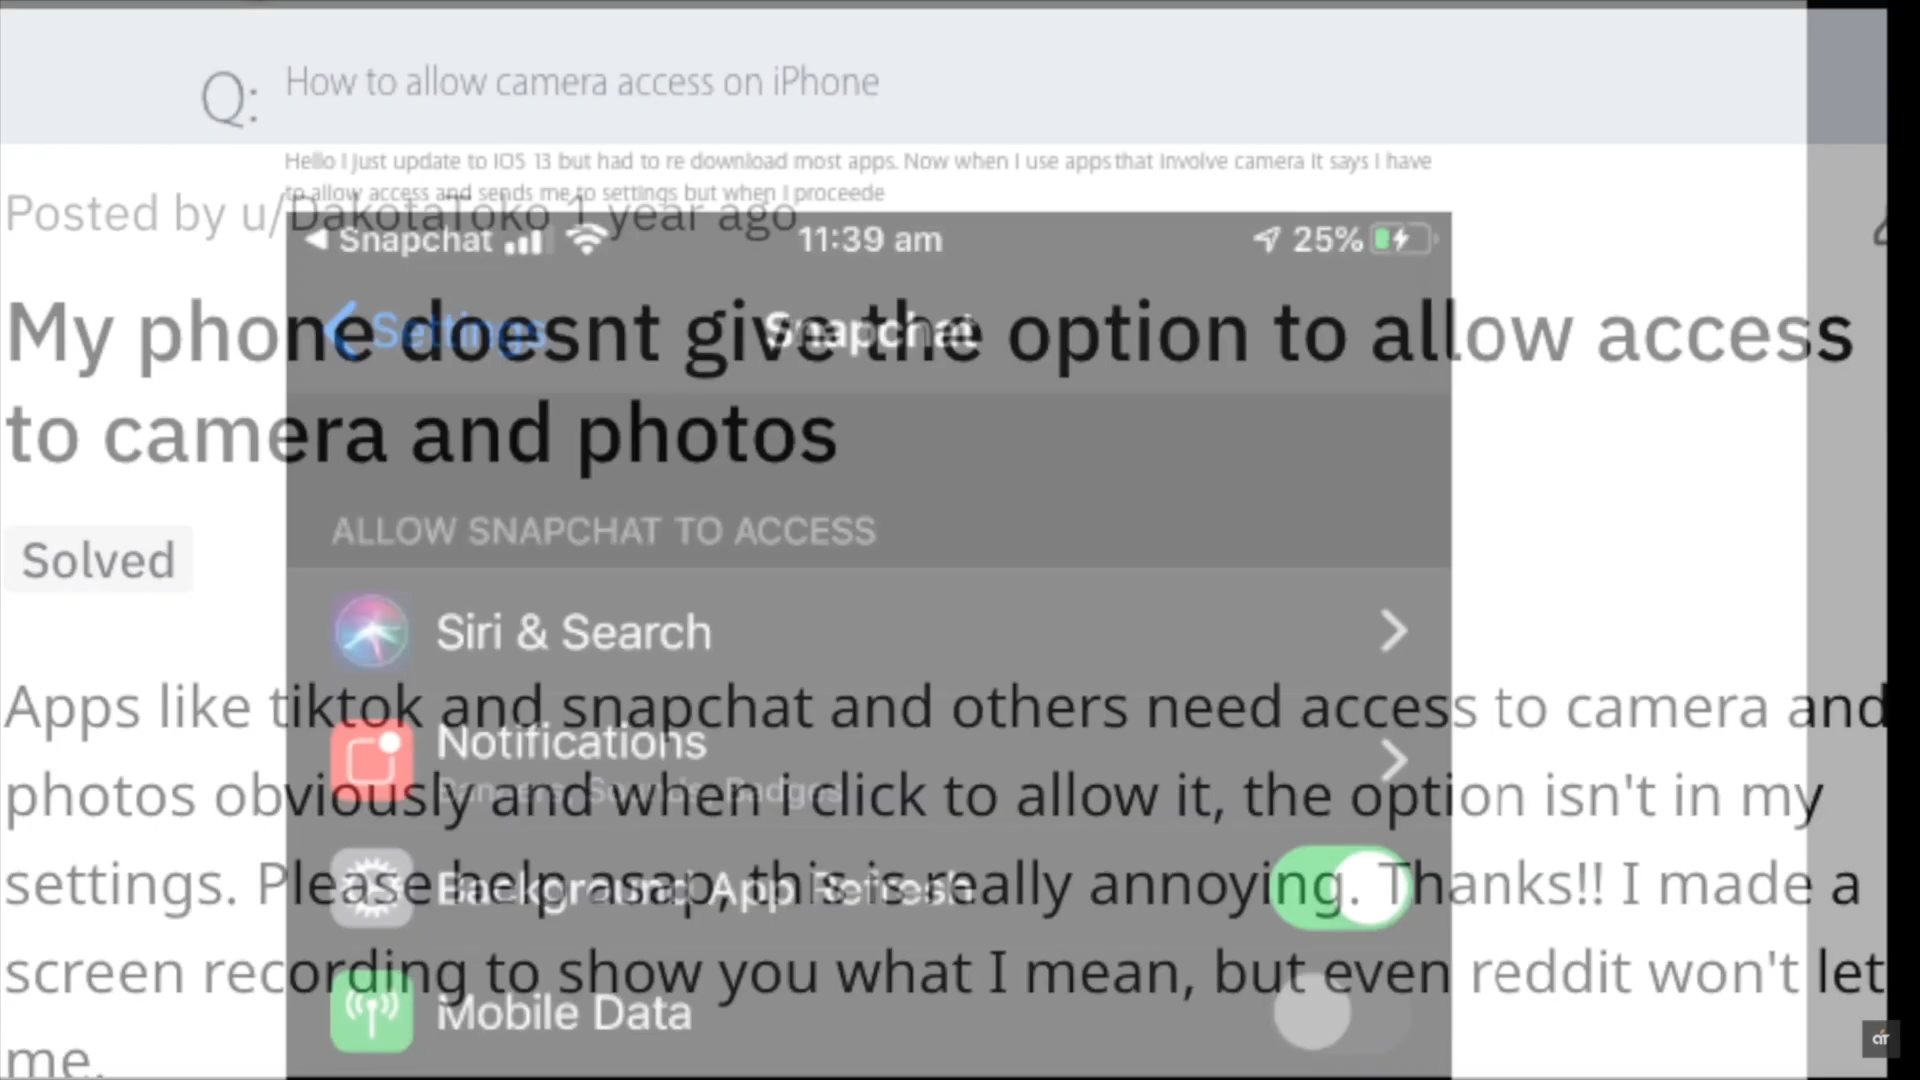 Q: How to allow camera access on iPhone
Hello I Just update to IOS 13 but had to re download most apps. Now when I use apps that involve camera it says I have
to allow access and sends me to settings but when I proceede
Posted by u/DakotaToko 1 year ago
Snapchat 11:39 am 25%
Settings Snapchat
My phone doesnt give the option to allow access
to camera and photos
ALLOW SNAPCHAT TO ACCESS
Solved
Siri & Search
Apps like tiktok and snapchat and others need access to camera and
Notifications
Banners, Sounds, Badges
photos obviously and when i click to allow it, the option isn't in my
settings. Please help asap, this is really annoying. Thanks!! I made a
Background App Refresh
screen recording to show you what I mean, but even reddit won't let
Mobile Data
me.